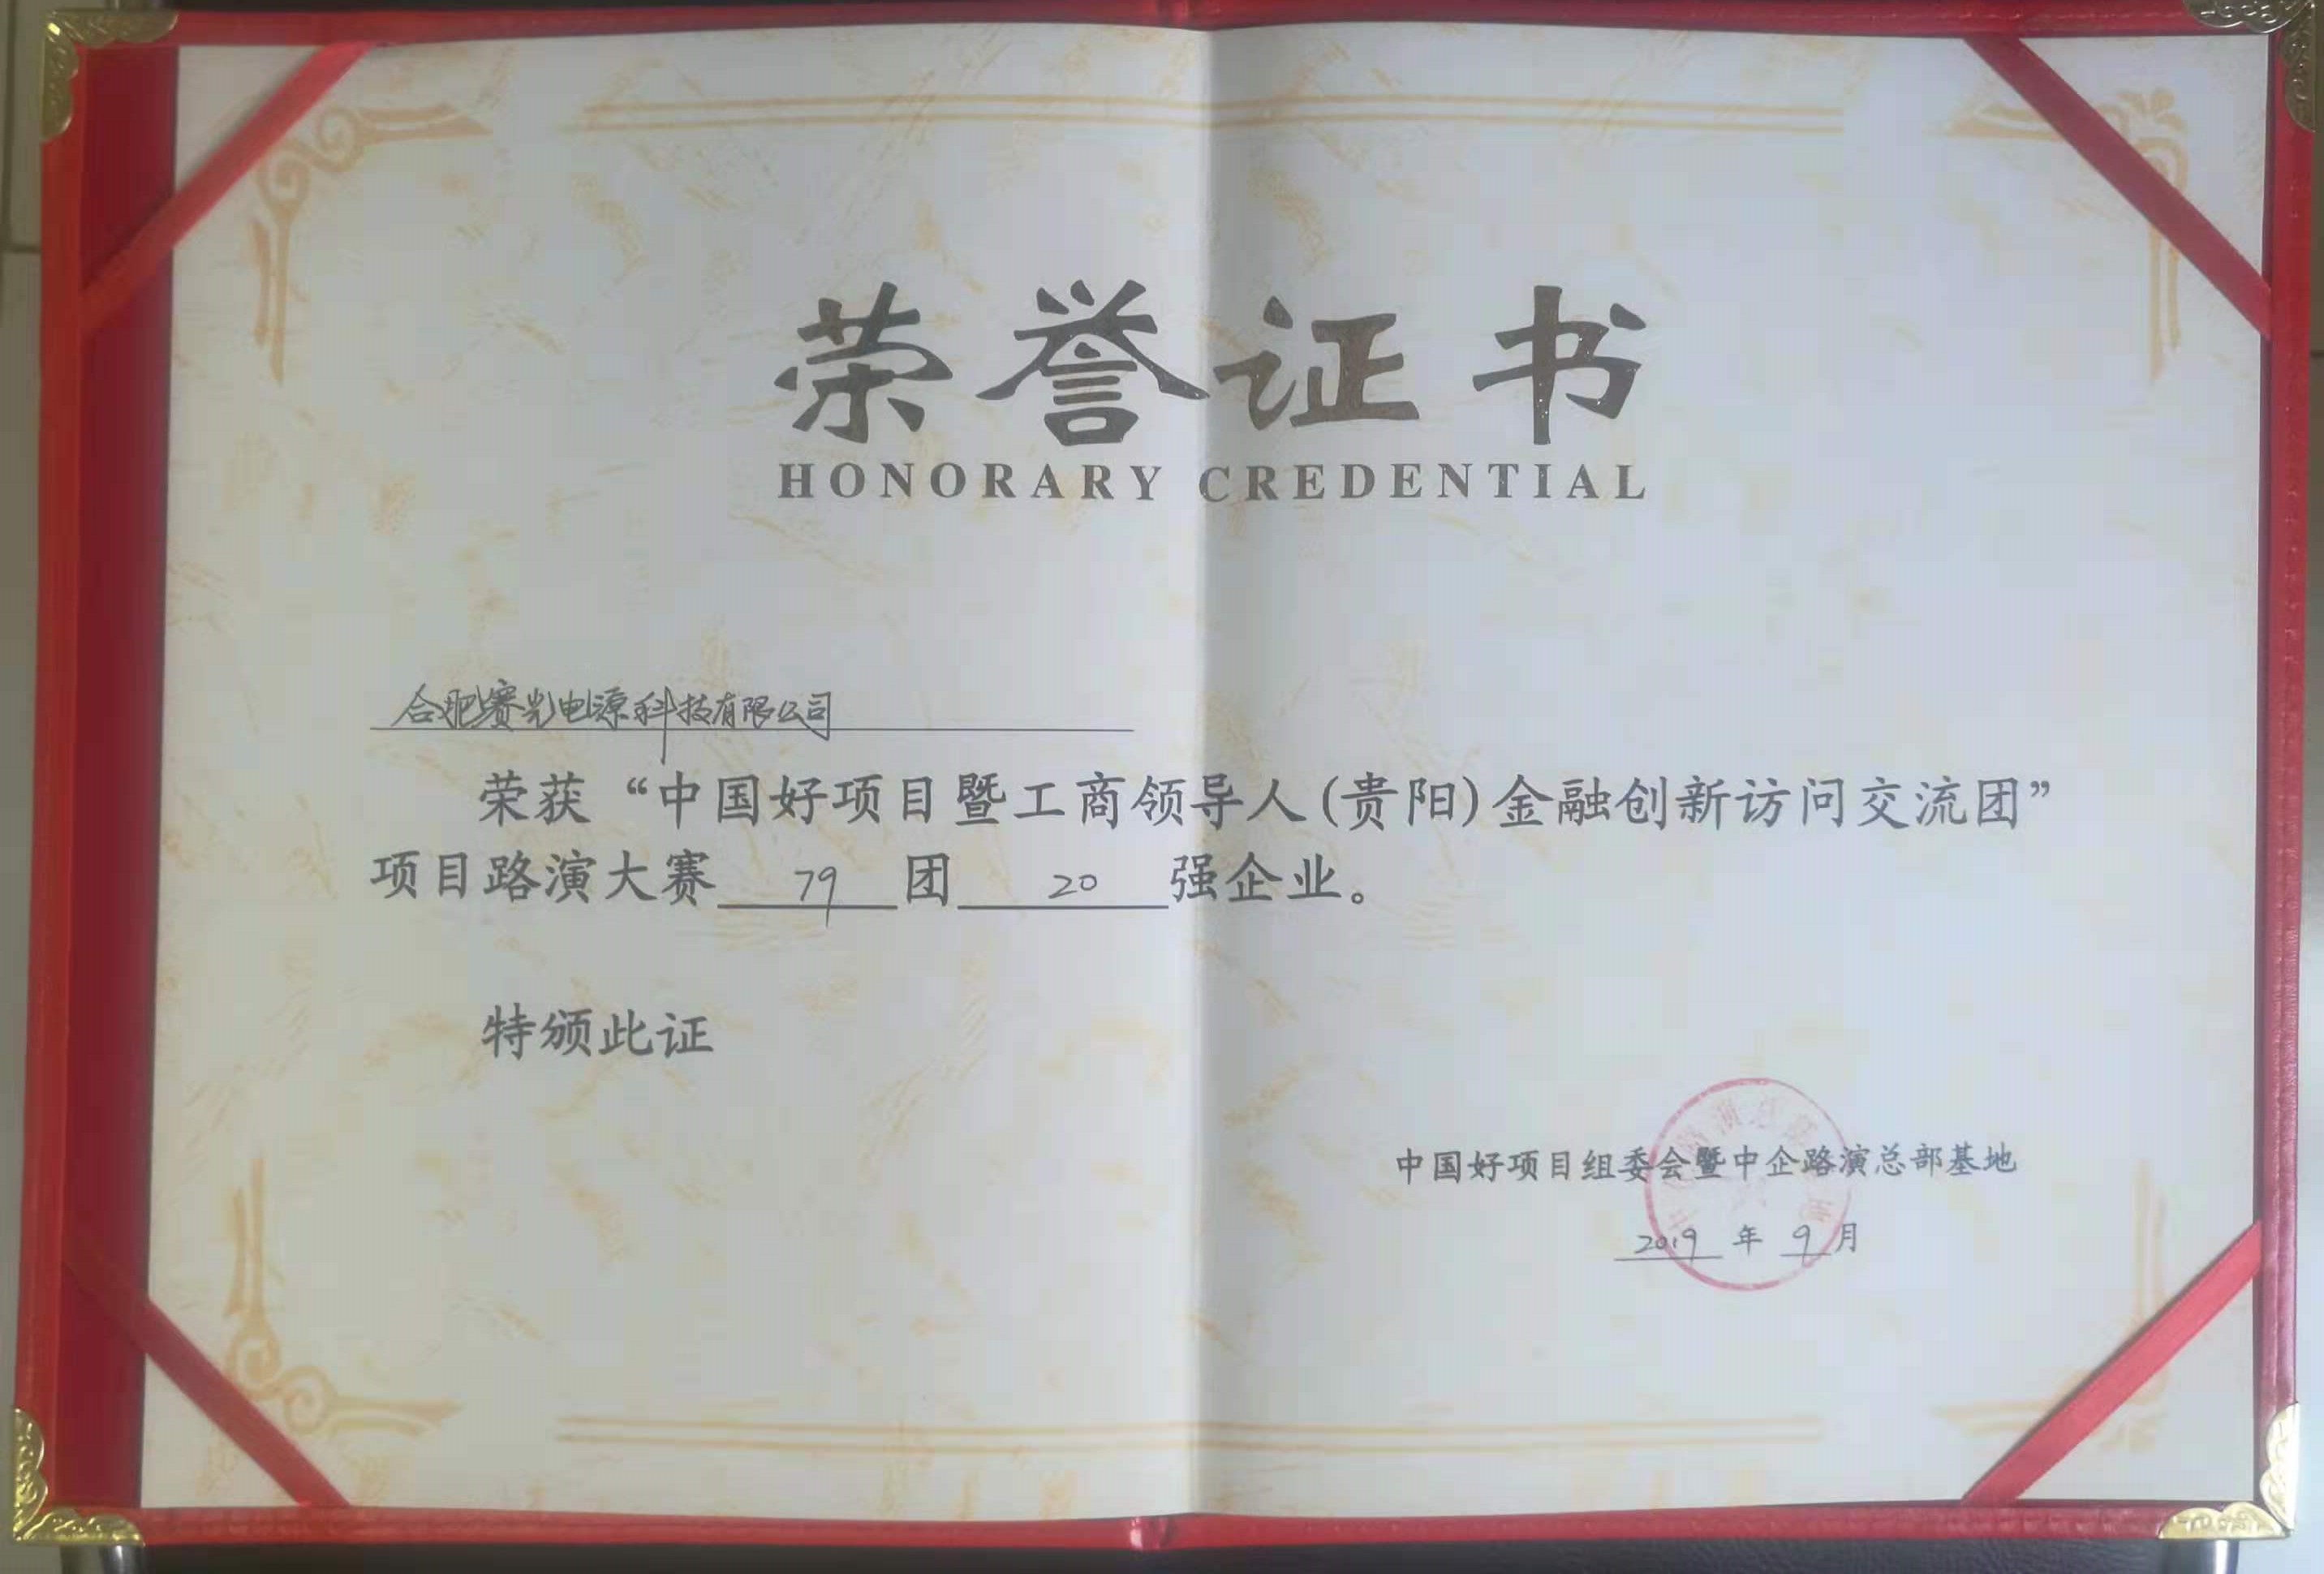 荣誉证书
HONORARY CREDENTIAL
合肥赛光电源科技有限公司
荣获“中国好项目暨工商领导人(贵阳)金融创新访问交流团”
项目路演大赛 79 团 20 强企业。
特颁此证
中国好项目组委会暨中企路演总部基地
2019 年 9 月